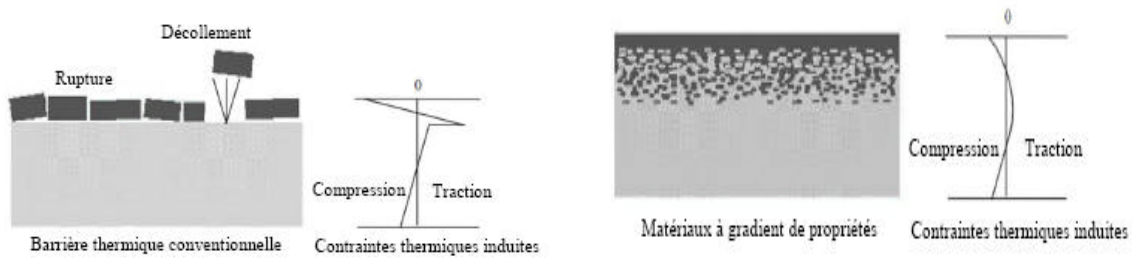 Décollement
Rupture
0
Compression
Traction
Barrière thermique conventionnelle
Contraintes thermiques induites
0
Compression
Traction
Matériaux à gradient de propriétés
Contraintes thermiques induites